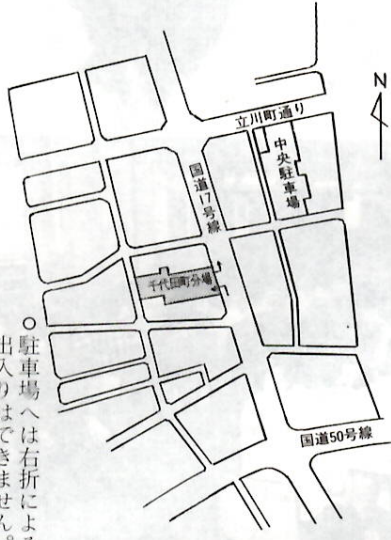 N
立川町通り
中央駐車場
国道17号線
千代田町分場
国道50号線
○駐車場へは右折による
出入りはできません。